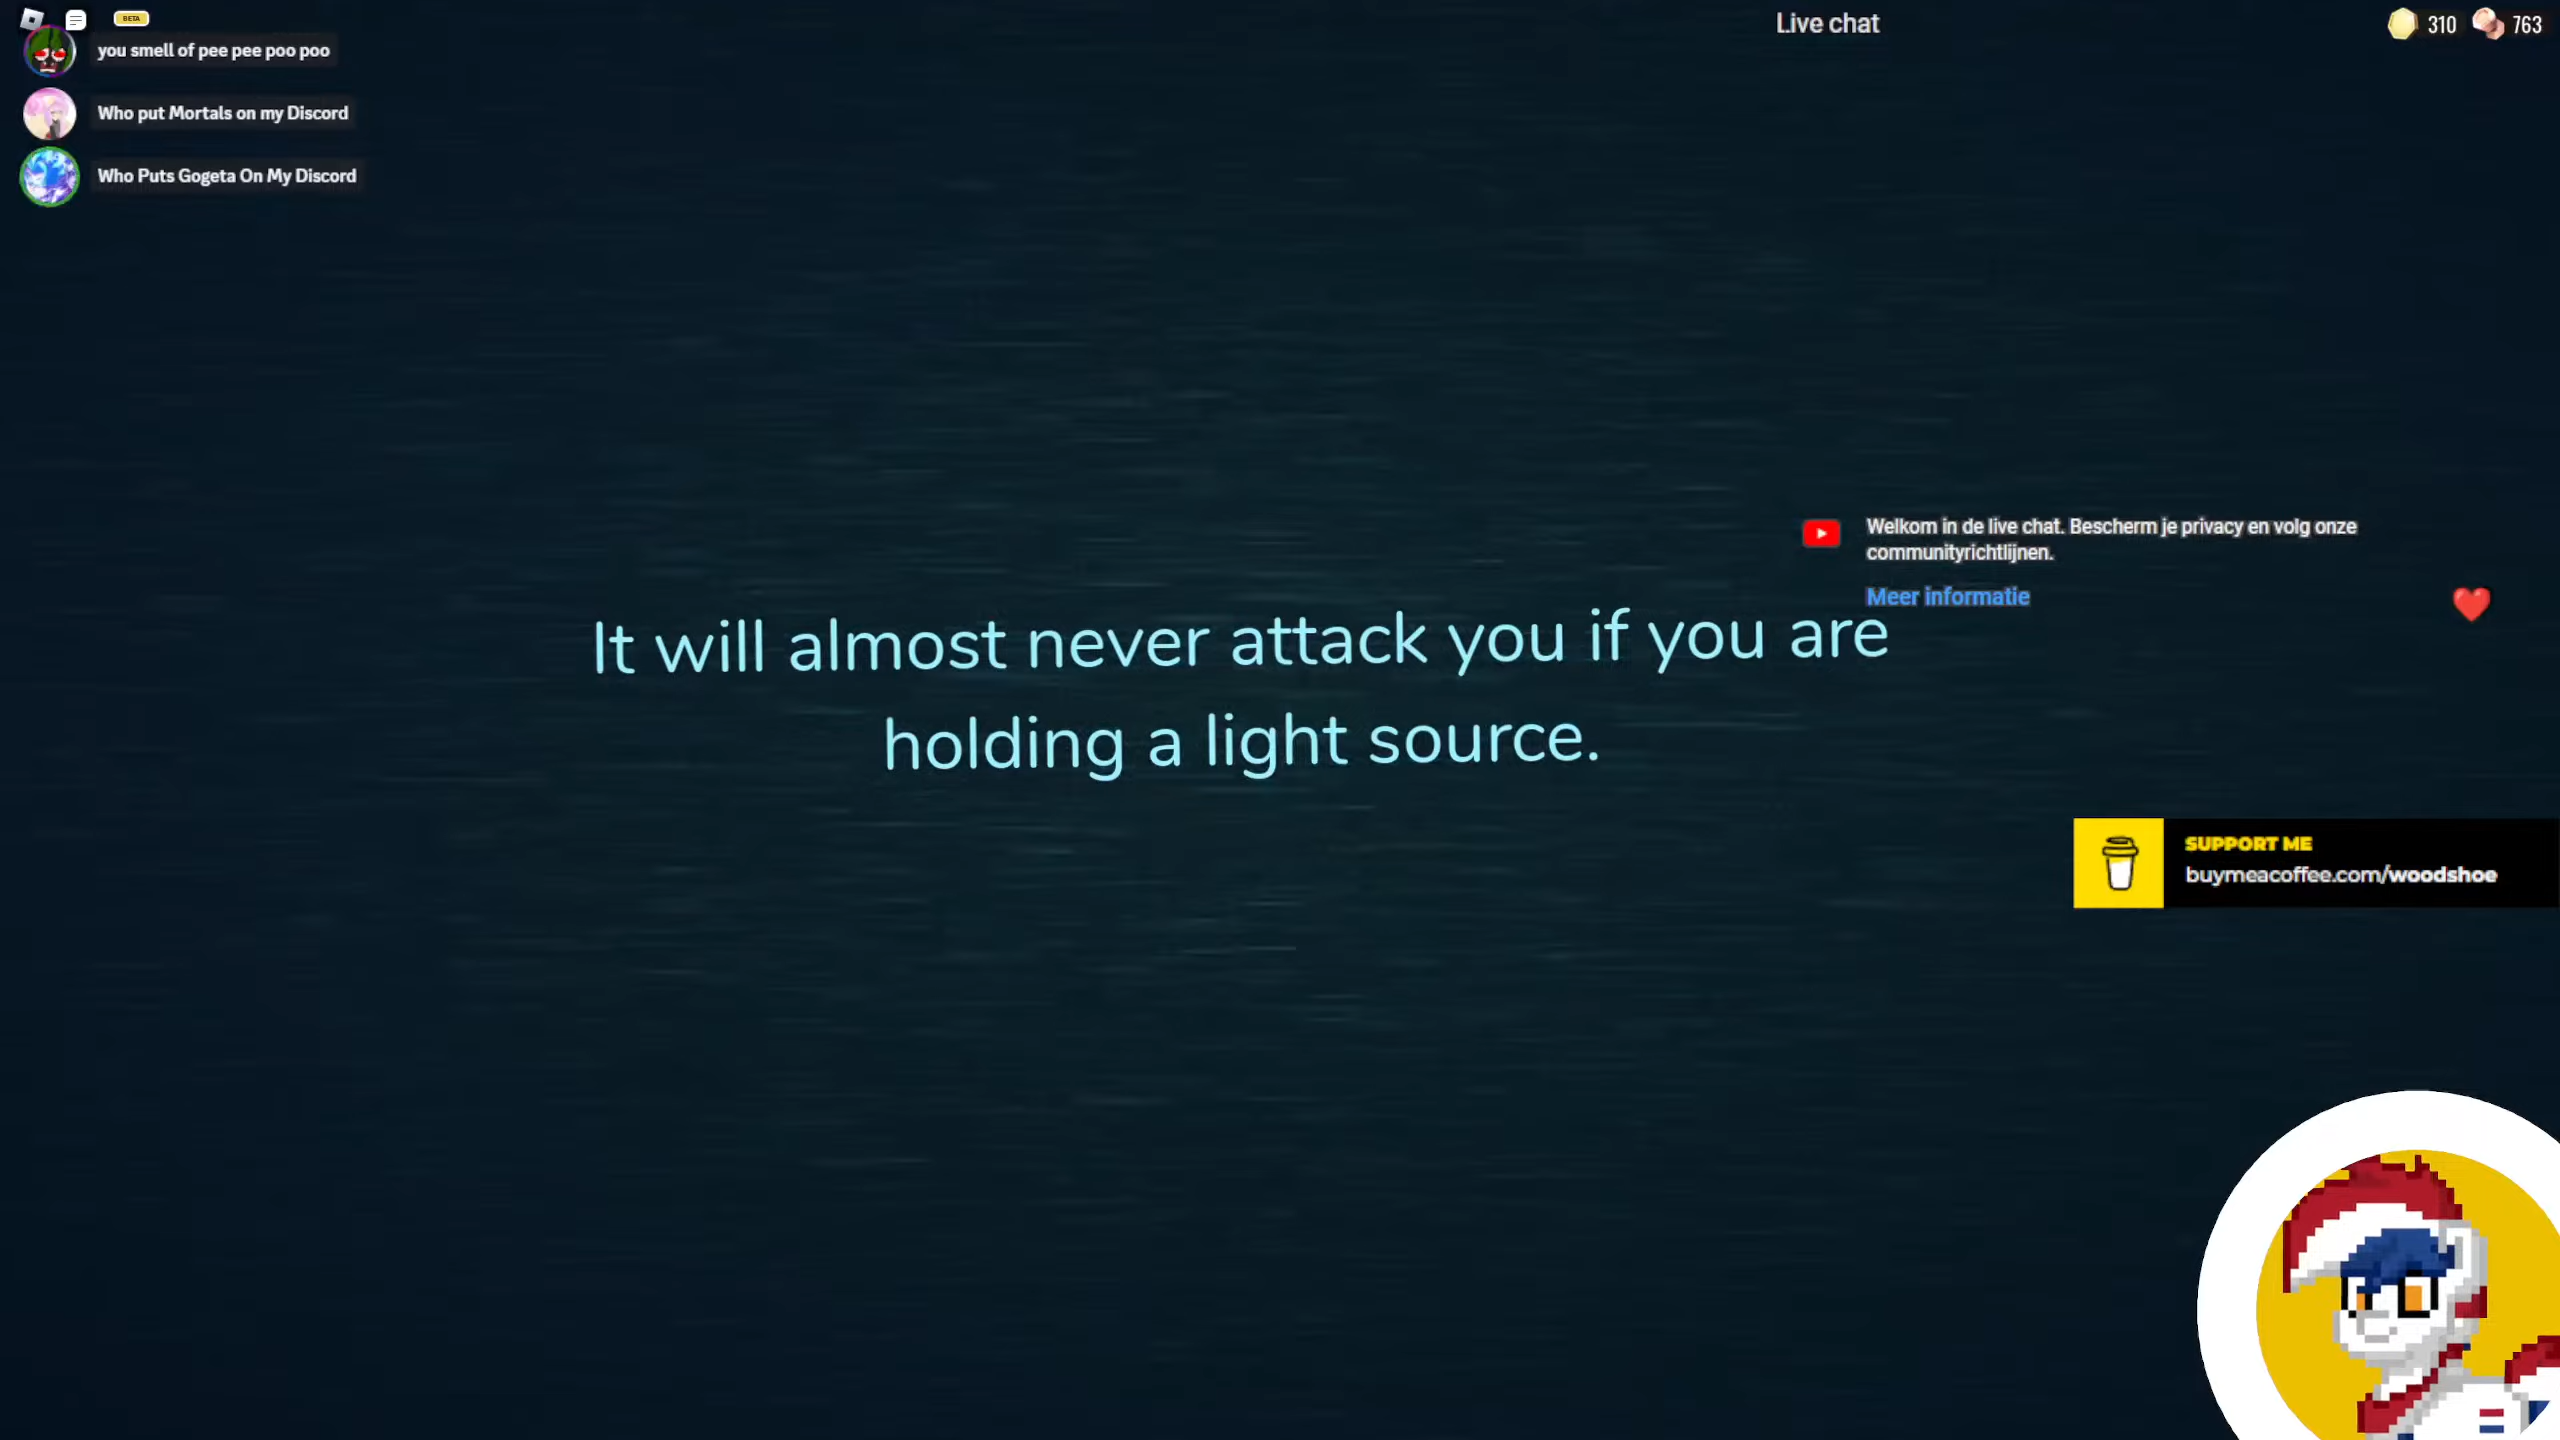 BETA
you smell of pee pee poo poo
Who put Mortals on my Discord
Who Puts Gogeta On My Discord
Live chat
310 763
Welkom in de live chat. Bescherm je privacy en volg onze
communityrichtlijnen.
Meer informatie
It will almost never attack you if you are
holding a light source.
SUPPORT ME
buymeacoffee.com/woodshoe